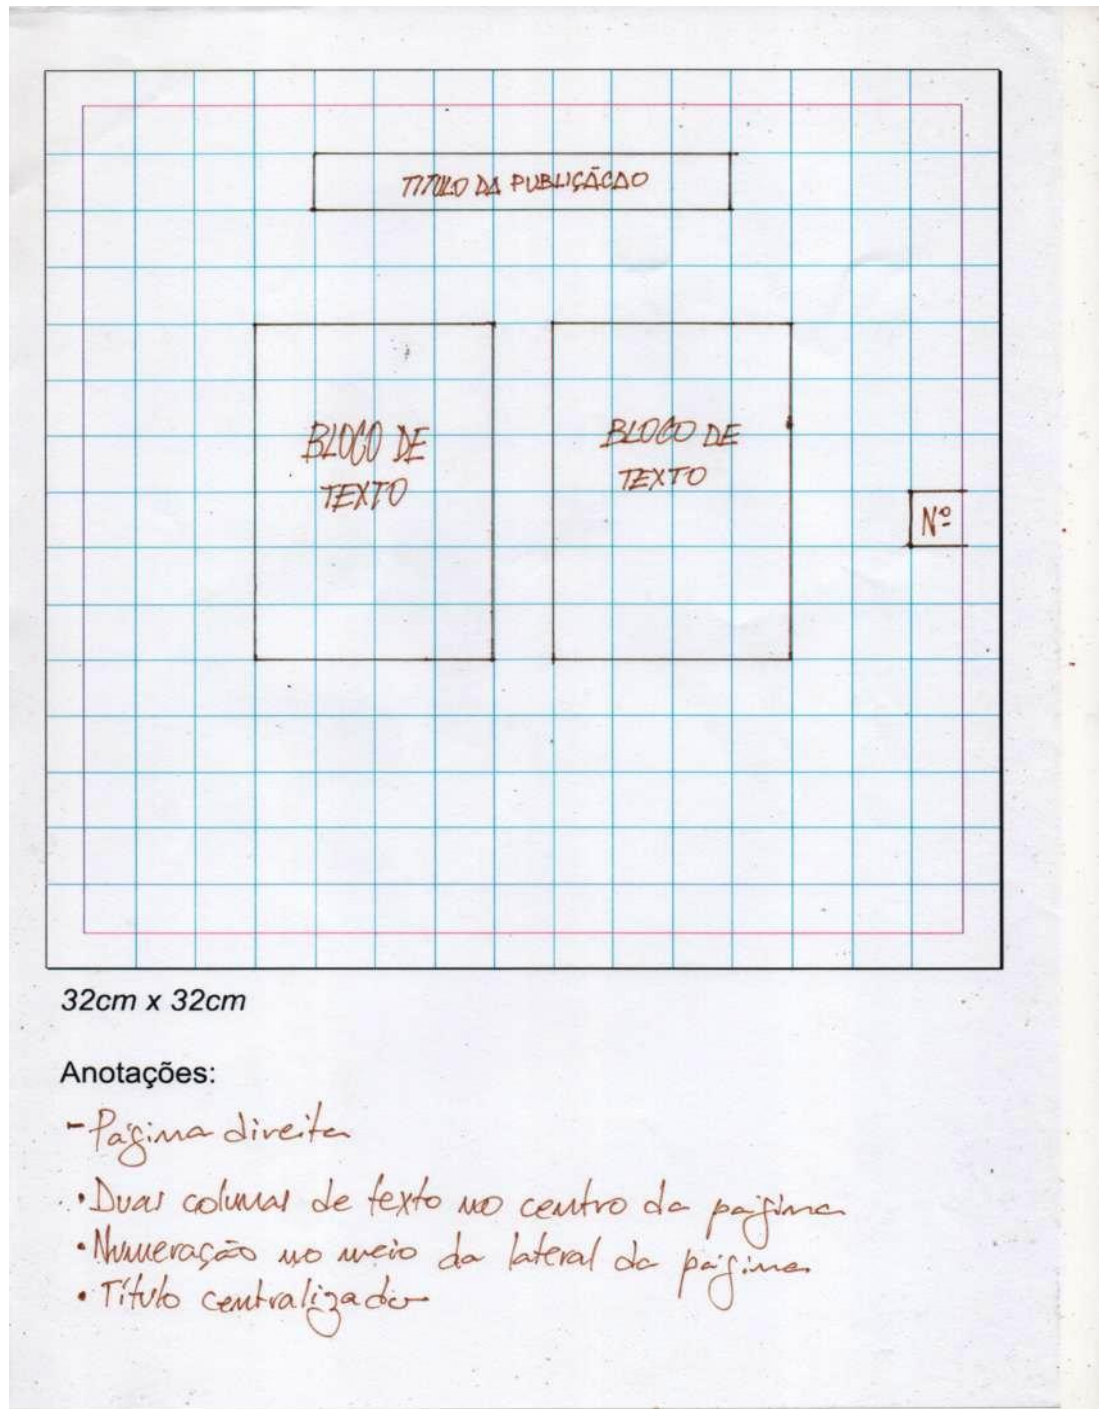 TITULO DA PUBLIÇÃCAO
BLOCO DE
TEXTO
BLOCO DE
TEXTO
Nº
32cm x 32cm
Anotações:
- Página direita
• Duas colunas de texto no centro da página
• Numeração no meio da lateral da página
• Título centralizado